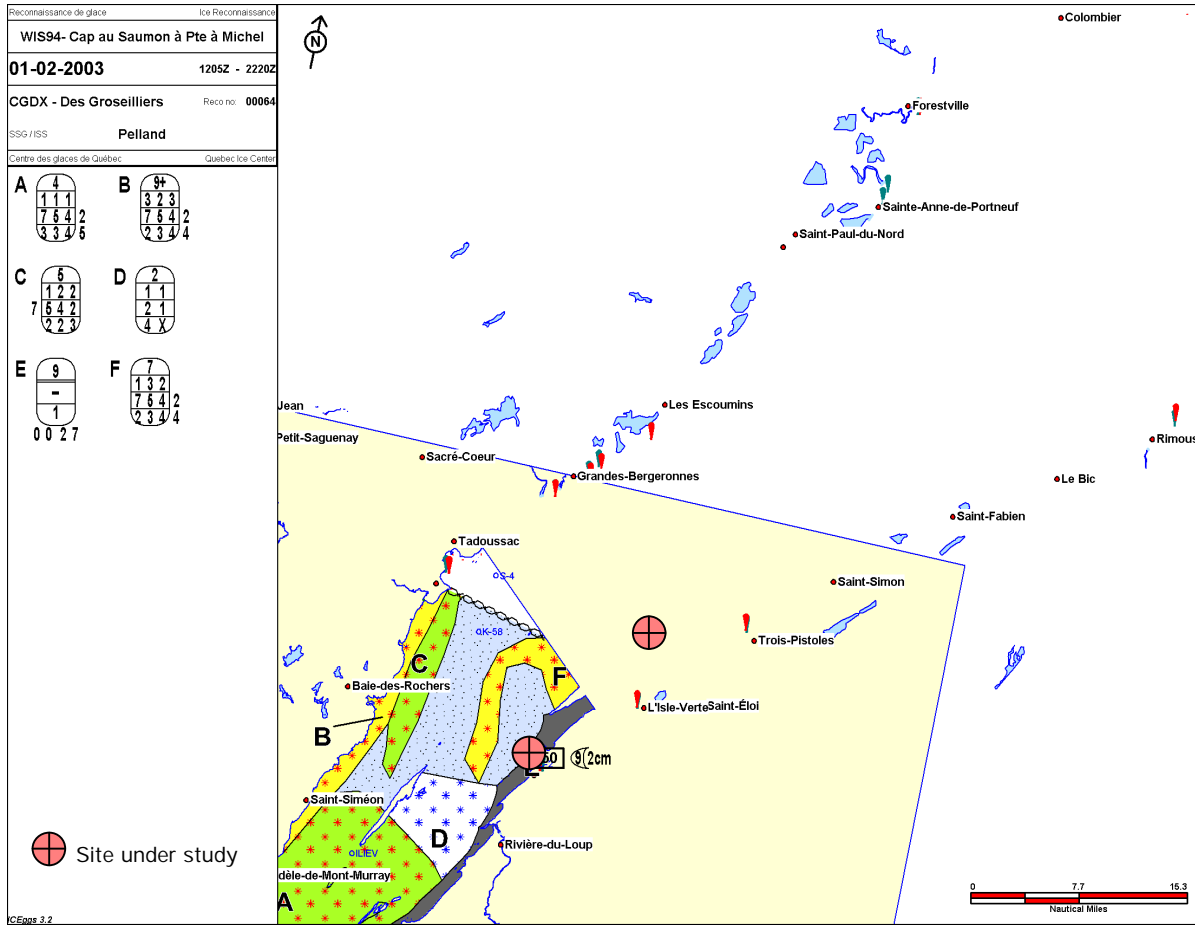 Reconnaissance de glace Ice Reconnaissance
WIS94- Cap au Saumon à Pte à Michel
01-02-2003 1205Z - 2220Z
CGDX - Des Groseilliers Reco no: 00064
SSG / ISS Pelland
Centre des glaces de Québec Quebec Ice Center
A
4
1 1 1
7 5 4 2
3 3 4 5
B
9+
3 2 3
7 5 4 2
2 3 4 4
C
5
1 2 2
7 5 4 2
2 2 3
D
2
1 1
2 1
4 X
E
9
-
1
0 0 2 7
F
7
1 3 2
7 5 4 2
2 3 4 4
Site under study
ICEggs 3.2
N
Colombier
Forestville
Sainte-Anne-de-Portneuf
Saint-Paul-du-Nord
Jean
Les Escoumins
Petit-Saguenay
Rimous
Sacré-Coeur
Grandes-Bergeronnes
Le Bic
Saint-Fabien
Tadoussac
S-4
Saint-Simon
K-58
Trois-Pistoles
C
F
Baie-des-Rochers
L'Isle-Verte Saint-Éloi
B
E 50 9 2cm
Saint-Siméon
D
Rivière-du-Loup
ILIEV
dèle-de-Mont-Murray
A
0 7.7 15.3
Nautical Miles